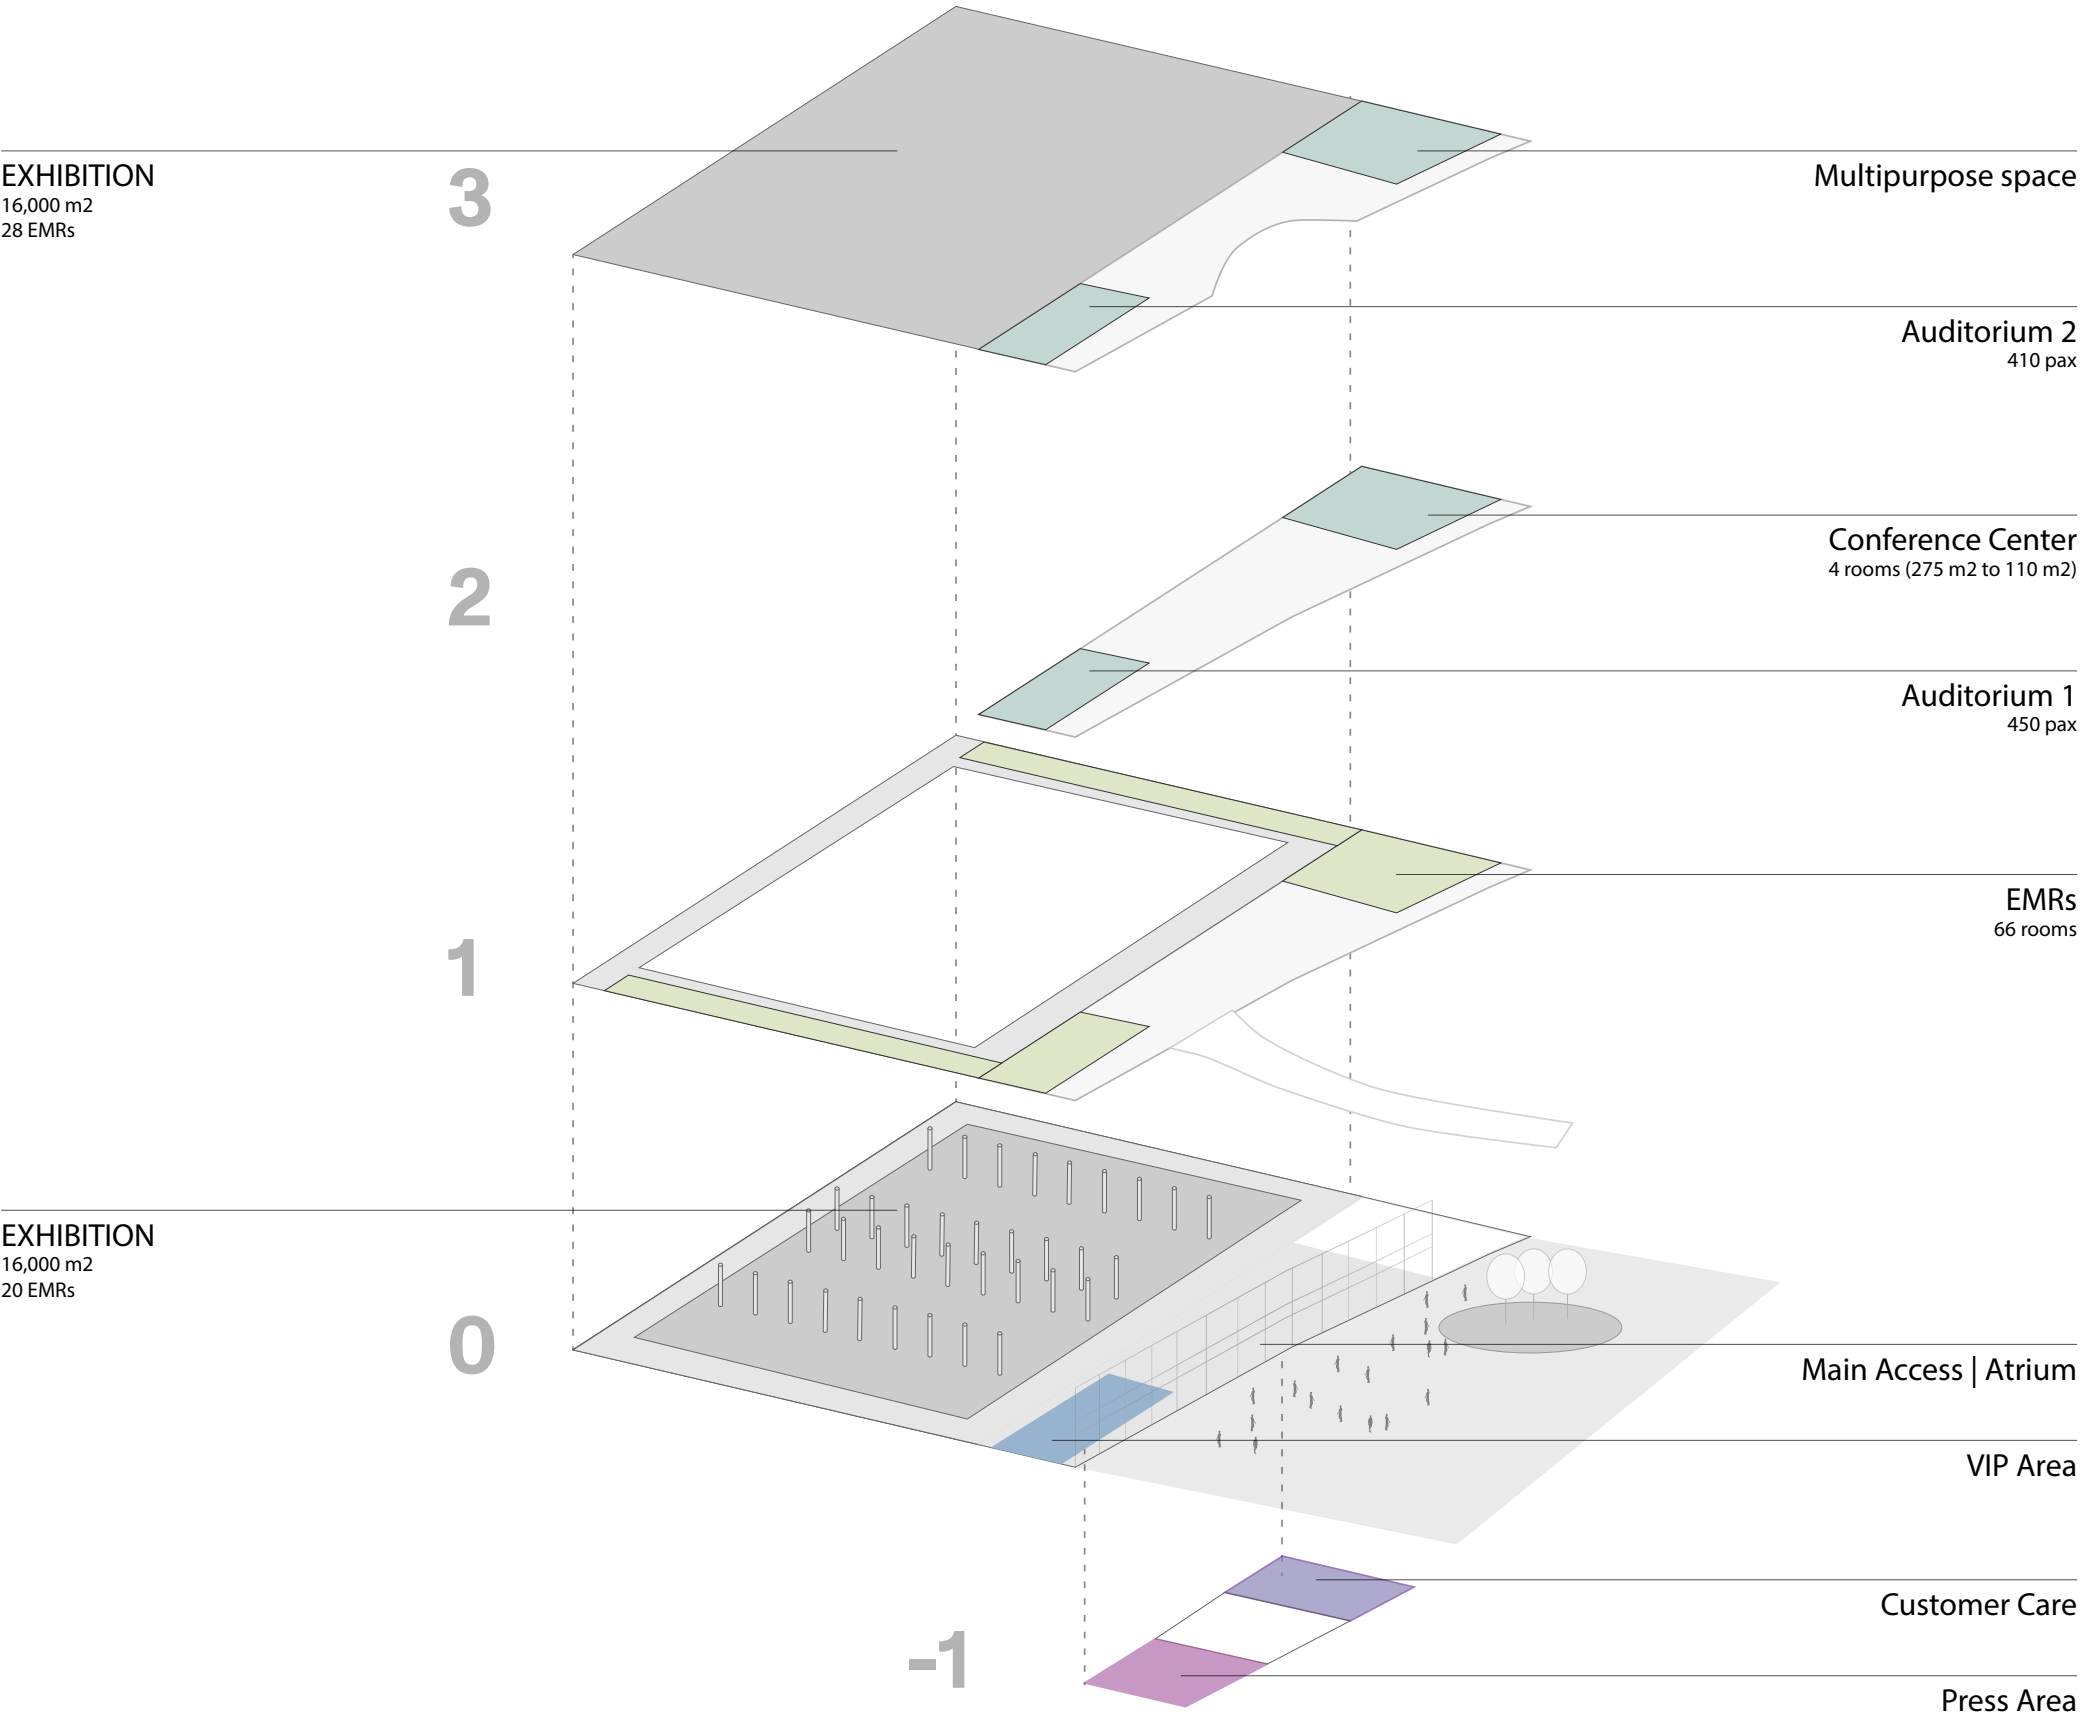 EXHIBITION
16,000 m2
28 EMRs
3
Multipurpose space
Auditorium 2
410 pax
2
Conference Center
4 rooms (275 m2 to 110 m2)
Auditorium 1
450 pax
1
EMRs
66 rooms
EXHIBITION
16,000 m2
20 EMRs
0
Main Access | Atrium
VIP Area
-1
Customer Care
Press Area